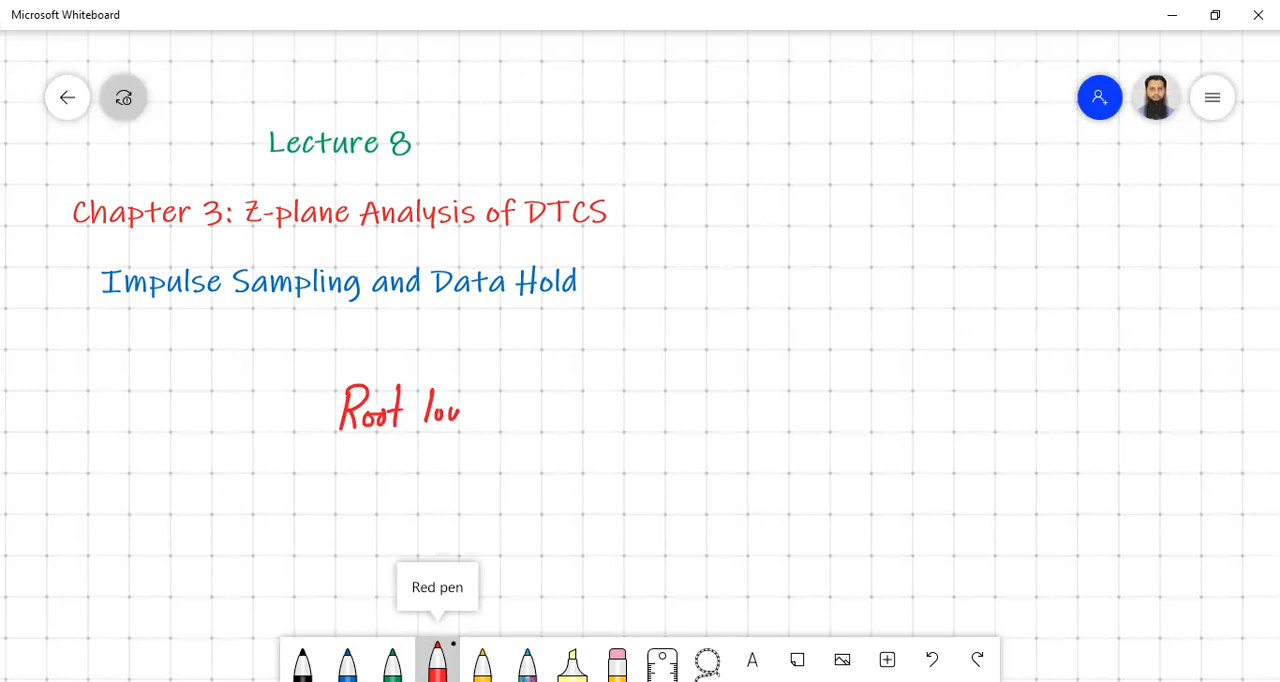 Microsoft Whiteboard
Lecture 8
Chapter 3: Z-plane Analysis of DTCS
Impulse Sampling and Data Hold
Root lou
Red pen
A